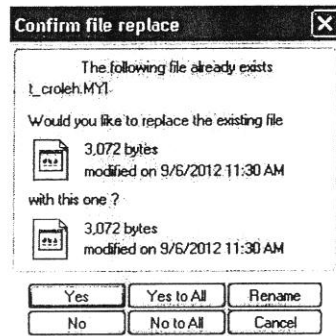 Confirm file replace
The following file already exists
t_croleh.MYI
Would you like to replace the existing file
3,072 bytes
modified on 9/6/2012 11:30 AM
with this one ?
3,072 bytes
modified on 9/6/2012 11:30 AM
Yes Yes to All Rename
No No to All Cancel